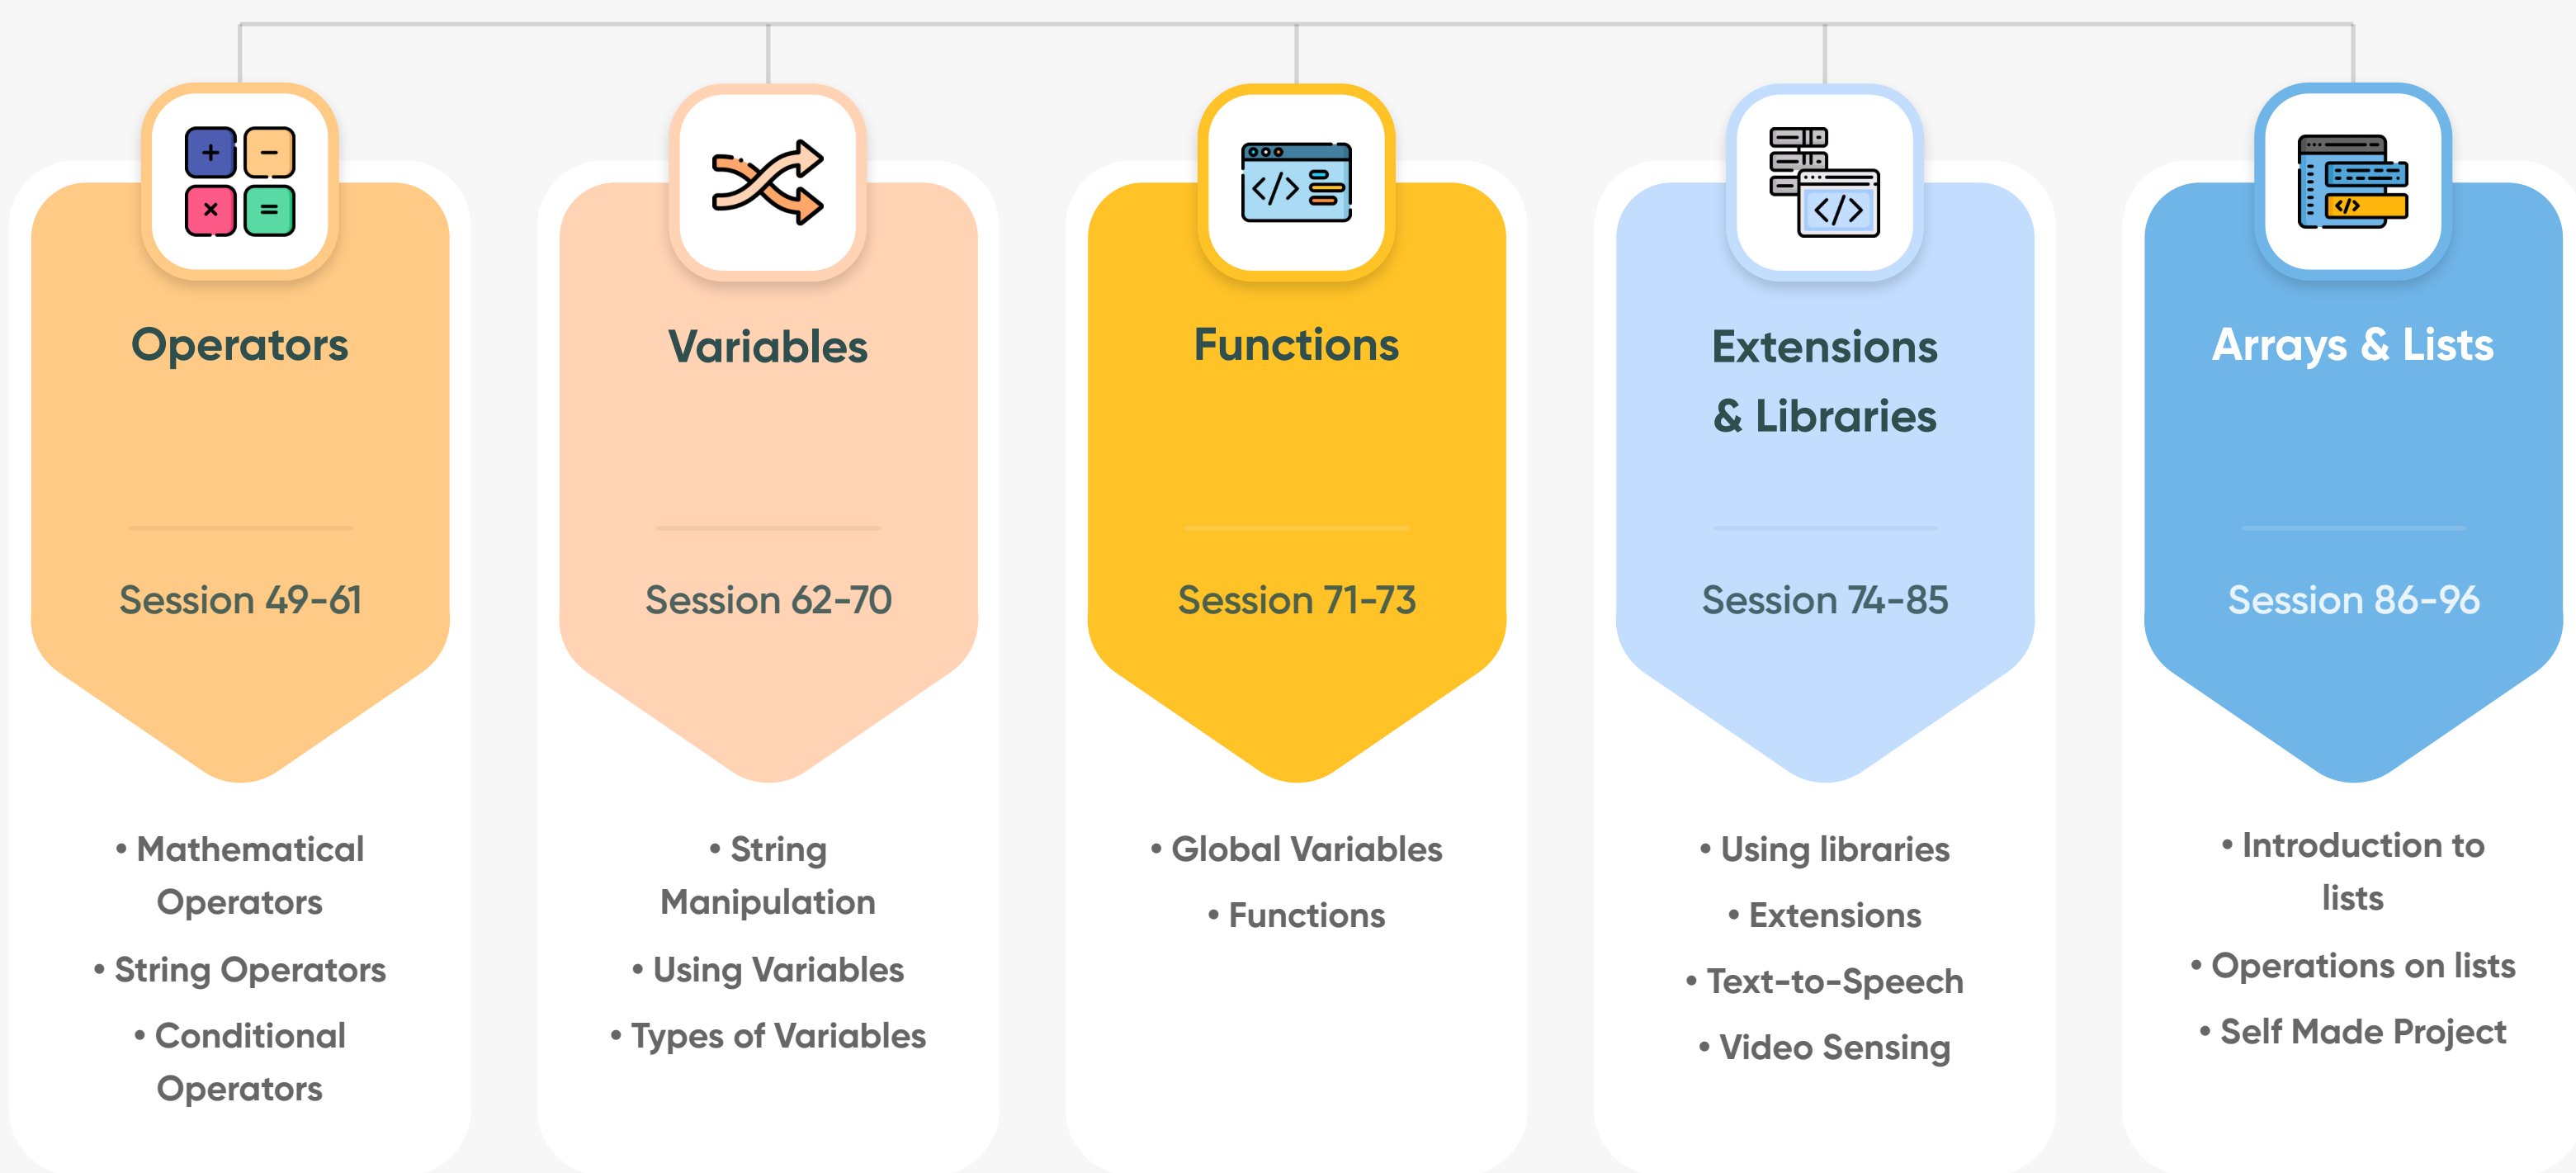 Operators
Session 49-61
• Mathematical
Operators
• String Operators
• Conditional
Operators
Variables
Session 62-70
• String
Manipulation
• Using Variables
• Types of Variables
Functions
Session 71-73
• Global Variables
• Functions
Extensions
& Libraries
Session 74-85
• Using libraries
• Extensions
• Text-to-Speech
• Video Sensing
Arrays & Lists
Session 86-96
• Introduction to
lists
• Operations on lists
• Self Made Project